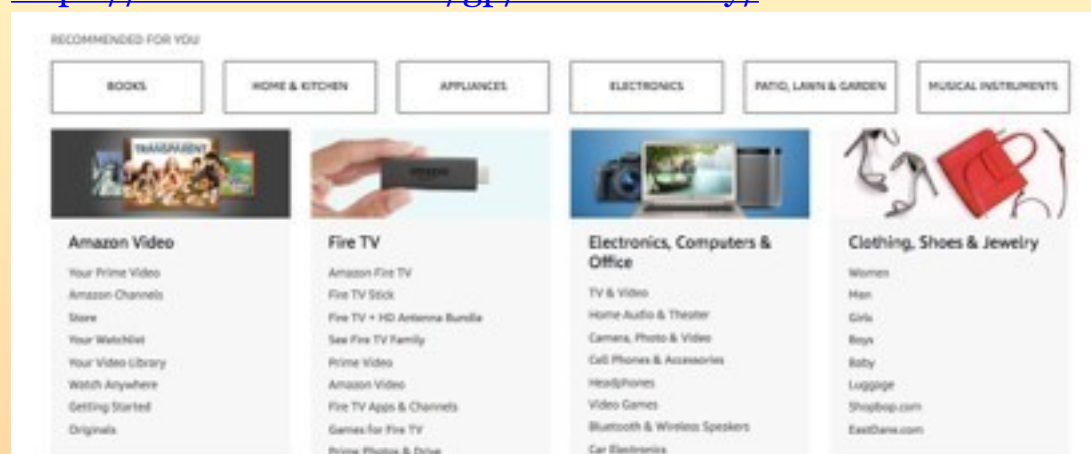 RECOMMENDED FOR YOU
BOOKS
HOME & KITCHEN
APPLIANCES
ELECTRONICS
PATIO, LAWN & GARDEN
MUSICAL INSTRUMENTS
TRANSPARENT
amazon
Amazon Video
Your Prime Video
Amazon Channels
Store
Your Watchlist
Your Video Library
Watch Anywhere
Getting Started
Originals
Fire TV
Amazon Fire TV
Fire TV Stick
Fire TV + HD Antenna Bundle
See Fire TV Family
Prime Video
Amazon Video
Fire TV Apps & Channels
Games for Fire TV
Prime Photos & Drive
Electronics, Computers &
Office
TV & Video
Home Audio & Theater
Camera, Photo & Video
Cell Phones & Accessories
Headphones
Video Games
Bluetooth & Wireless Speakers
Car Electronics
Clothing, Shoes & Jewelry
Women
Men
Girls
Boys
Baby
Luggage
Shopbop.com
EastDane.com